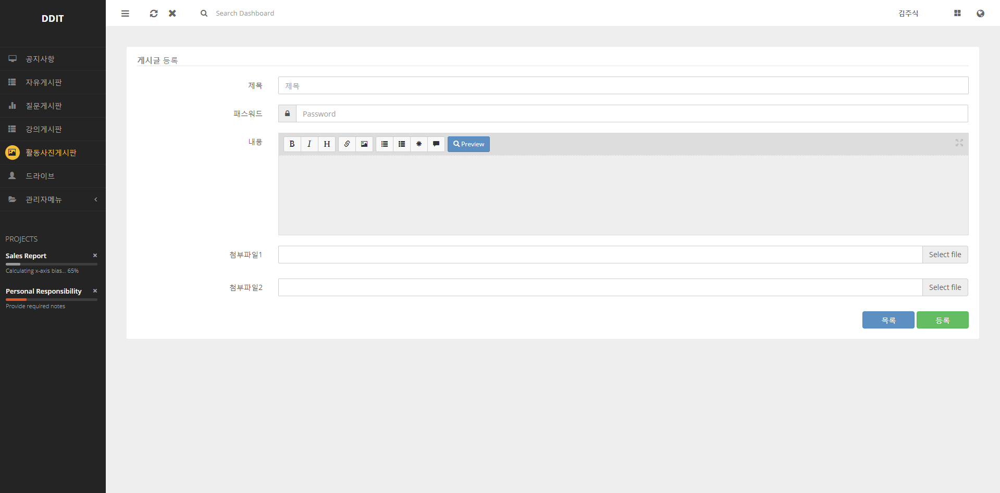 DDIT
Search Dashboard
김주식
공지사항
자유게시판
질문게시판
강의게시판
활동사진게시판
드라이브
관리자메뉴
PROJECTS
Sales Report
Calculating x-axis bias... 65%
Personal Responsibility
Provide required notes
게시글 등록
제목
제목
패스워드
Password
내용
B I H Preview
첨부파일1
Select file
첨부파일2
Select file
목록 등록